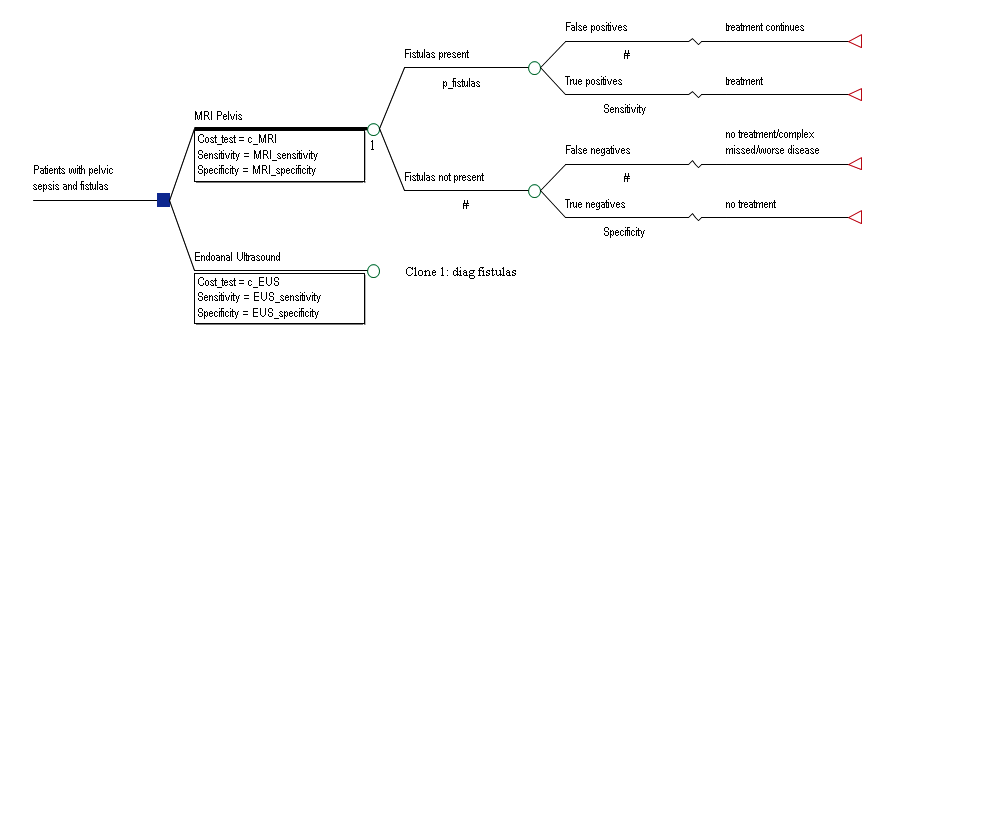 Patients with pelvic
sepsis and fistulas
MRI Pelvis
Cost_test = c_MRI
Sensitivity = MRI_sensitivity
Specificity = MRI_specificity
1
Fistulas present
p_fistulas
False positives
#
treatment continues
True positives
Sensitivity
treatment
Fistulas not present
#
False negatives
#
no treatment/complex
missed/worse disease
True negatives
Specificity
no treatment
Endoanal Ultrasound
Cost_test = c_EUS
Sensitivity = EUS_sensitivity
Specificity = EUS_specificity
Clone 1: diag fistulas